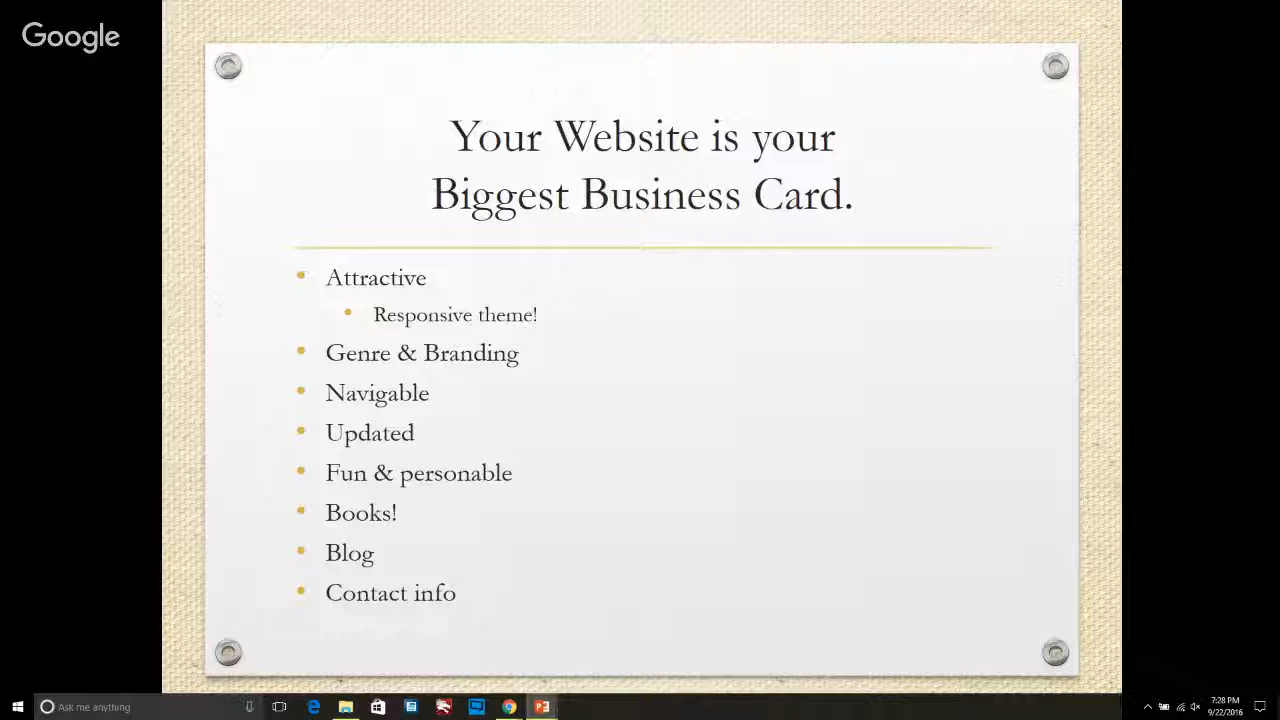 Google
Your Website is your
Biggest Business Card.
Attractive
Responsive theme!
Genre & Branding
Navigable
Updated
Fun & personable
Books!
Blog
Contact info
Ask me anything
7:28 PM
9/22/2016